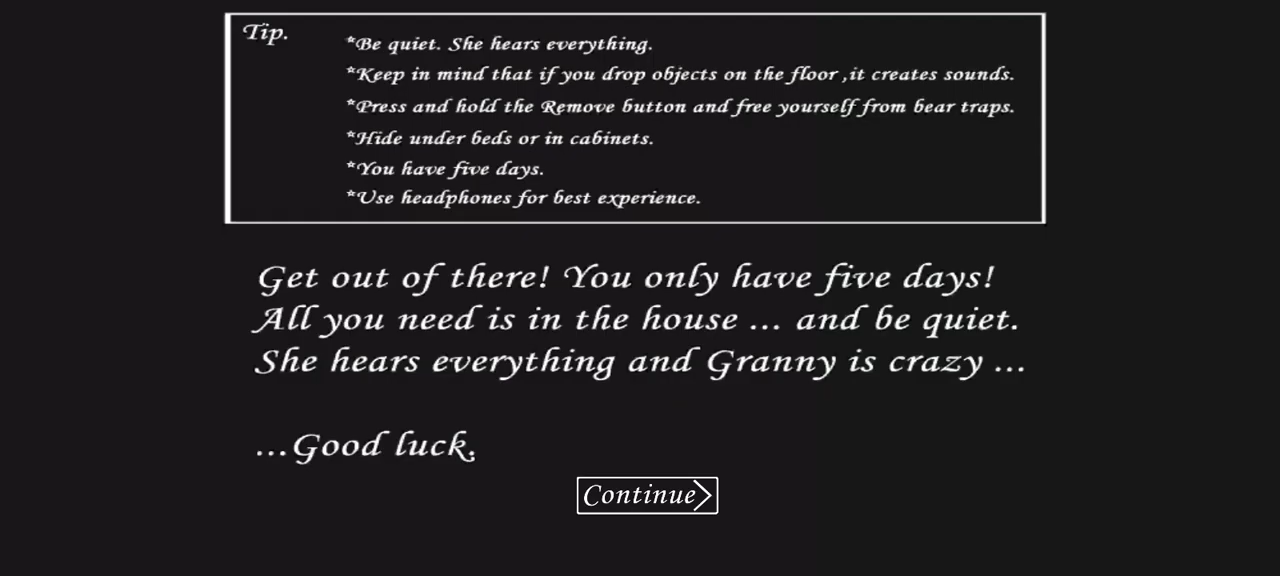 Tip.
*Be quiet. She hears everything.
*Keep in mind that if you drop objects on the floor ,it creates sounds.
*Press and hold the Remove button and free yourself from bear traps.
*Hide under beds or in cabinets.
*You have five days.
*Use headphones for best experience.
Get out of there! You only have five days!
All you need is in the house ... and be quiet.
She hears everything and Granny is crazy ...
...Good luck.
Continue>